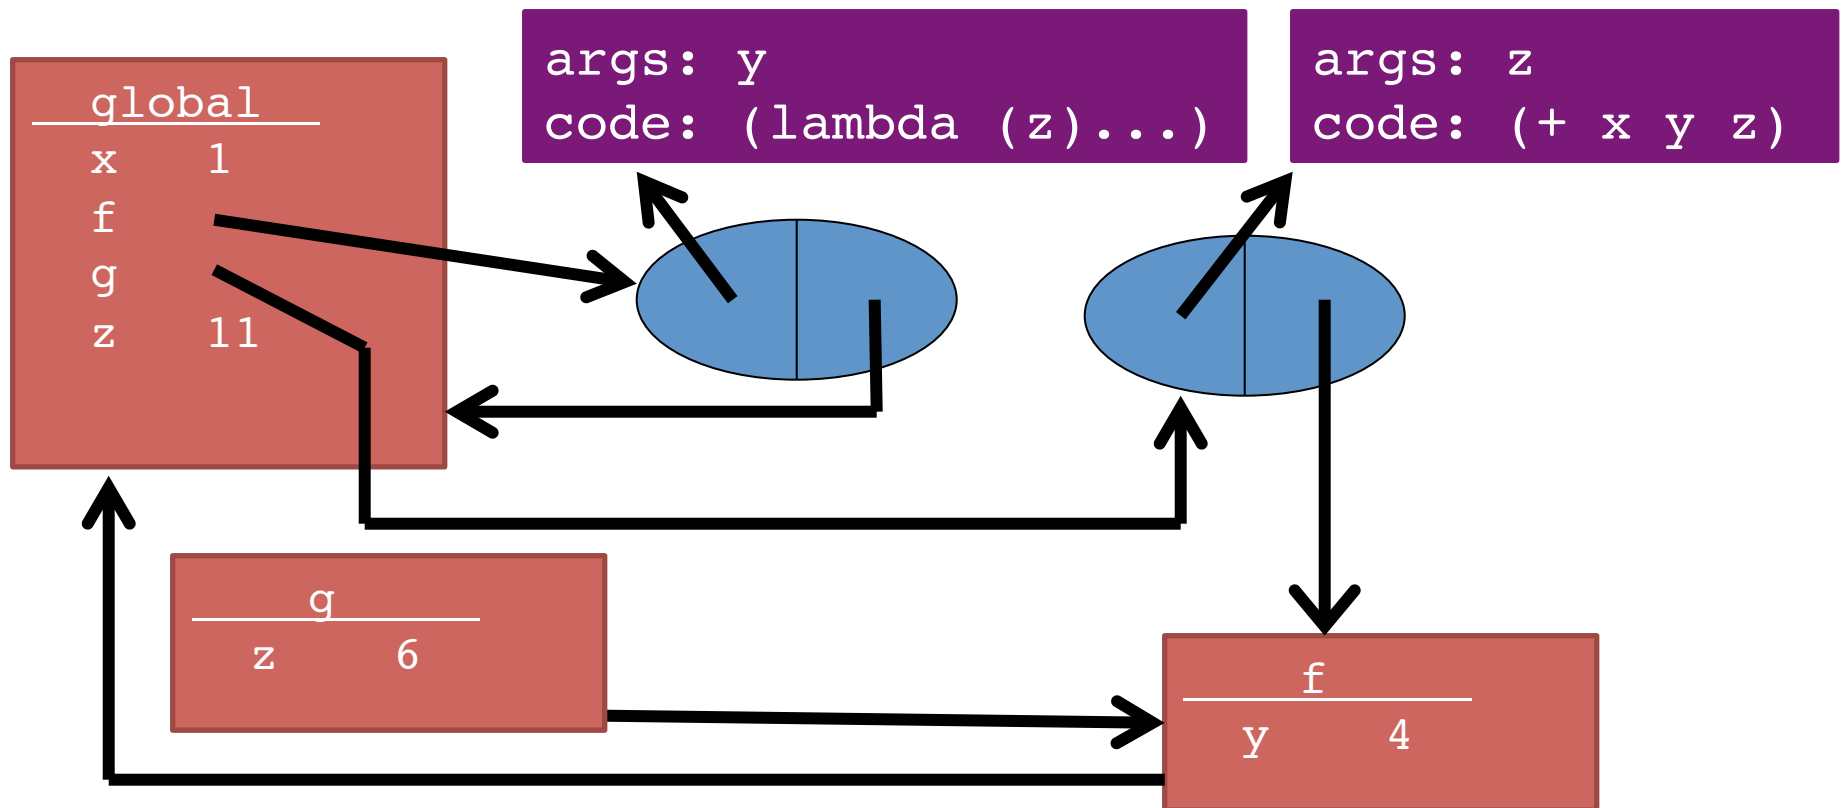 args: y
code: (lambda (z)...)
args: z
code: (+ x y z)
global
x 1
f
g
z 11
g
z 6
f
y 4